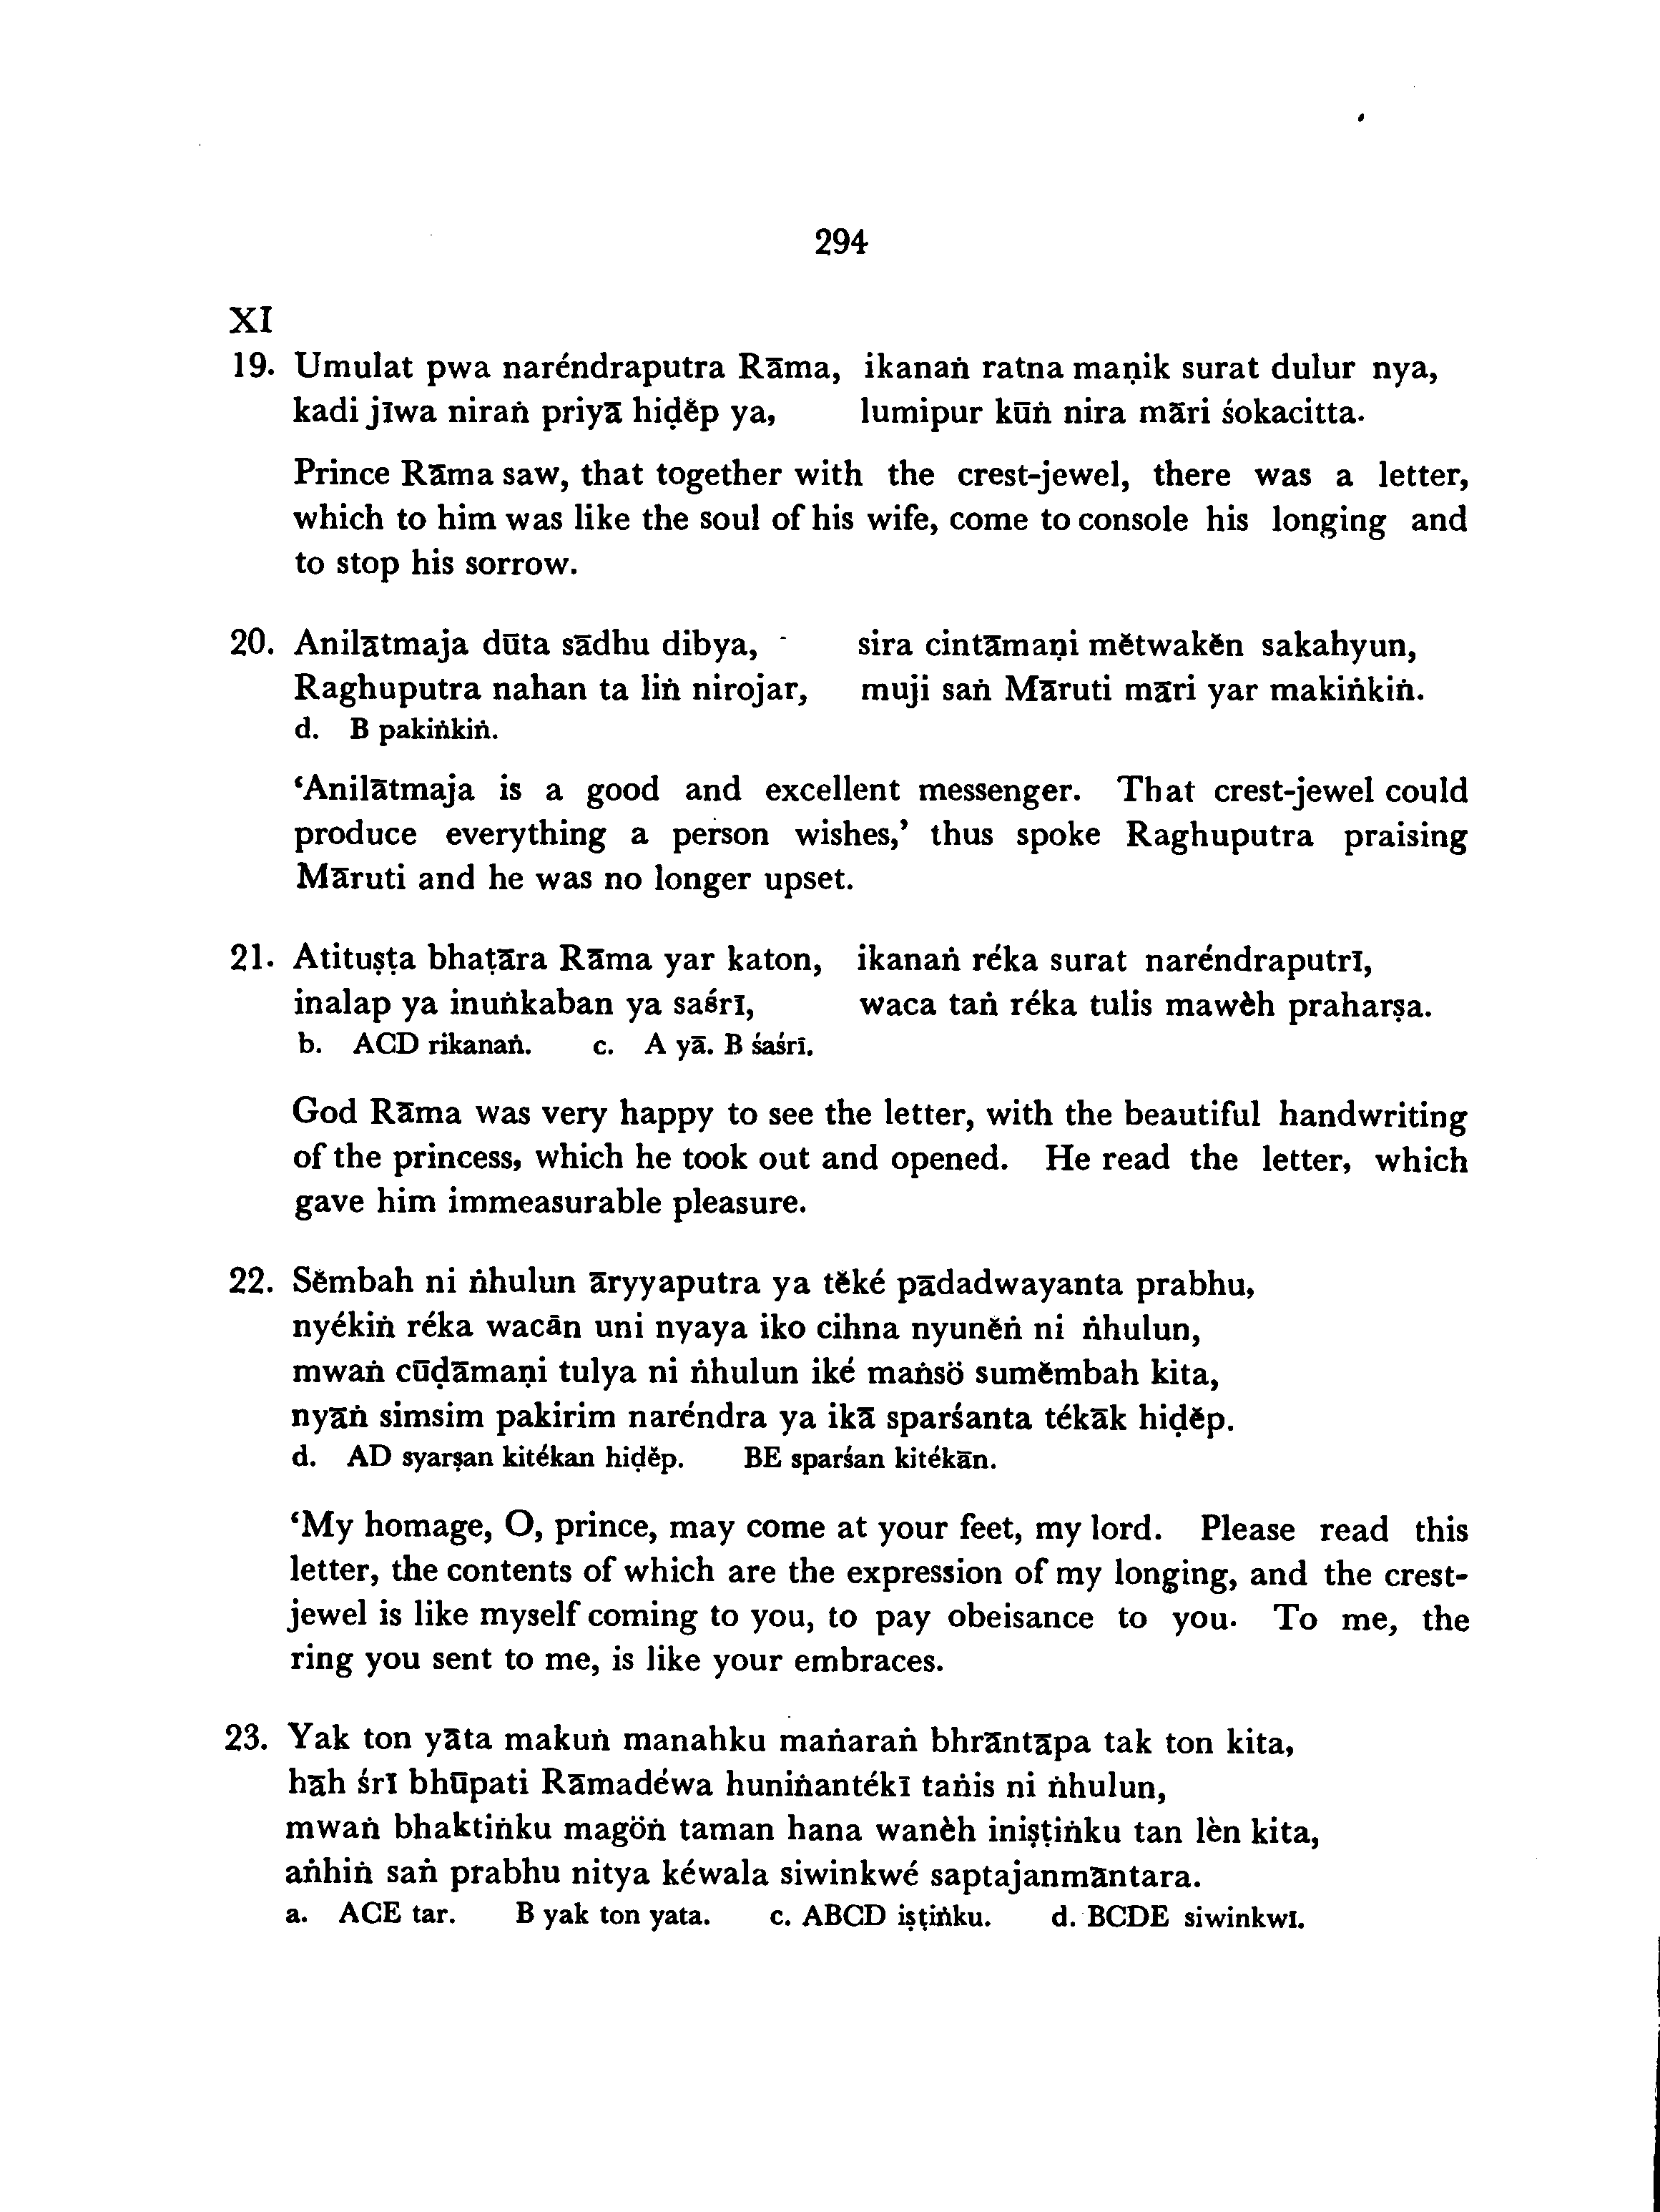 294
XI
19. Umulat pwa naréndraputra Rāma, ikanaṅ ratna maṇik surat dulur nya,
kadi jīwa niraṅ priyā hiḍĕp ya, lumipur kūṅ nira māri śokacitta.
Prince Rāma saw, that together with the crest-jewel, there was a letter,
which to him was like the soul of his wife, come to console his longing and
to stop his sorrow.
20. Anilātmaja dūta sādhu dibya, sira cintāmaṇi mĕtwakĕn sakahyun,
Raghuputra nahan ta liṅ nirojar, muji saṅ Māruti māri yar makiṅkiṅ.
d. B pakiṅkiṅ.
‘Anilātmaja is a good and excellent messenger. That crest-jewel could
produce everything a person wishes,’ thus spoke Raghuputra praising
Māruti and he was no longer upset.
21. Atituṣṭa bhaṭāra Rāma yar katon, ikanaṅ réka surat naréndraputrī,
inalap ya inuṅkaban ya saśrī, waca taṅ réka tulis mawèh praharṣa.
b. ACD rikanaṅ. c. A yā. B śaśrī.
God Rāma was very happy to see the letter, with the beautiful handwriting
of the princess, which he took out and opened. He read the letter, which
gave him immeasurable pleasure.
22. Sĕmbah ni ṅhulun āryyaputra ya tĕké pādadwayanta prabhu,
nyékiṅ réka wacān uni nyaya iko cihna nyunĕṅ ni ṅhulun,
mwaṅ cūḍāmaṇi tulya ni ṅhulun iké maṅsö sumĕmbah kita,
nyāṅ simsim pakirim naréndra ya ikā sparśanta tékāk hiḍĕp.
d. AD syarṣan kitékan hiḍĕp. BE sparśan kitékān.
‘My homage, O, prince, may come at your feet, my lord. Please read this
letter, the contents of which are the expression of my longing, and the crest-
jewel is like myself coming to you, to pay obeisance to you. To me, the
ring you sent to me, is like your embraces.
23. Yak ton yāta makuṅ manahku maṅaraṅ bhrāntāpa tak ton kita,
hāh śrī bhūpati Rāmadéwa huniṅantékī taṅis ni ṅhulun,
mwaṅ bhaktiṅku magöṅ taman hana wanèh iniṣṭiṅku tan lèn kita,
aṅhiṅ saṅ prabhu nitya kéwala siwinkwé saptajanmāntara.
a. ACE tar. B yak ton yata. c. ABCD iṣṭiṅku. d. BCDE siwinkwī.